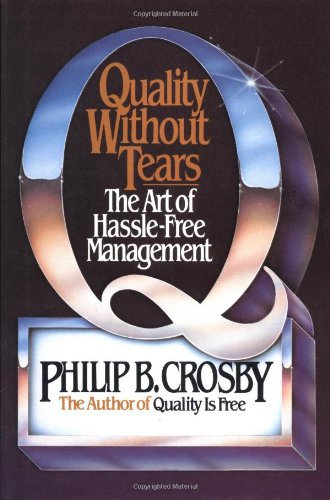 Q
Quality
Without
Tears
The Art of
Hassle-Free
Management
PHILIP B. CROSBY
The Author of Quality Is Free